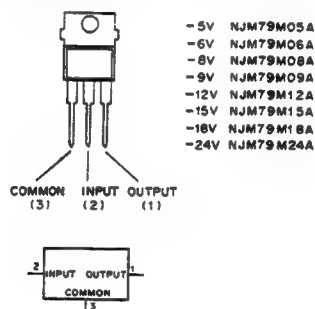 -5V NJM79M05A
-6V NJM79M06A
-8V NJM79M08A
-9V NJM79M09A
-12V NJM79M12A
-15V NJM79M15A
-18V NJM79M18A
-24V NJM79M24A
COMMON INPUT OUTPUT
(3) (2) (1)
2 INPUT OUTPUT 1
COMMON
3